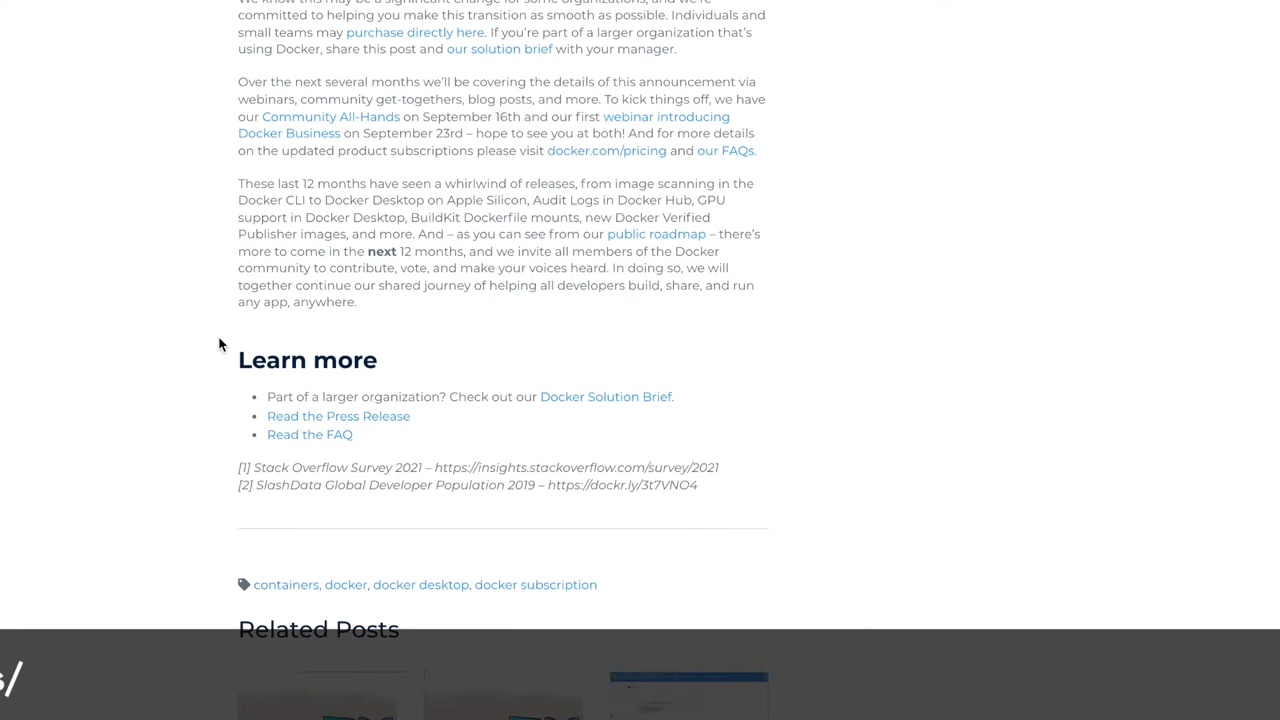 We know this may be a significant change for some organizations, and we're
committed to helping you make this transition as smooth as possible. Individuals and
small teams may purchase directly here. If you're part of a larger organization that's
using Docker, share this post and our solution brief with your manager.
Over the next several months we'll be covering the details of this announcement via
webinars, community get-togethers, blog posts, and more. To kick things off, we have
our Community All-Hands on September 16th and our first webinar introducing
Docker Business on September 23rd – hope to see you at both! And for more details
on the updated product subscriptions please visit docker.com/pricing and our FAQs.
These last 12 months have seen a whirlwind of releases, from image scanning in the
Docker CLI to Docker Desktop on Apple Silicon, Audit Logs in Docker Hub, GPU
support in Docker Desktop, BuildKit Dockerfile mounts, new Docker Verified
Publisher images, and more. And – as you can see from our public roadmap – there's
more to come in the next 12 months, and we invite all members of the Docker
community to contribute, vote, and make your voices heard. In doing so, we will
together continue our shared journey of helping all developers build, share, and run
any app, anywhere.
Learn more
• Part of a larger organization? Check out our Docker Solution Brief.
• Read the Press Release
• Read the FAQ
[1] Stack Overflow Survey 2021 – https://insights.stackoverflow.com/survey/2021
[2] SlashData Global Developer Population 2019 – https://dockr.ly/3t7VNO4
containers, docker, docker desktop, docker subscription
Related Posts
s/